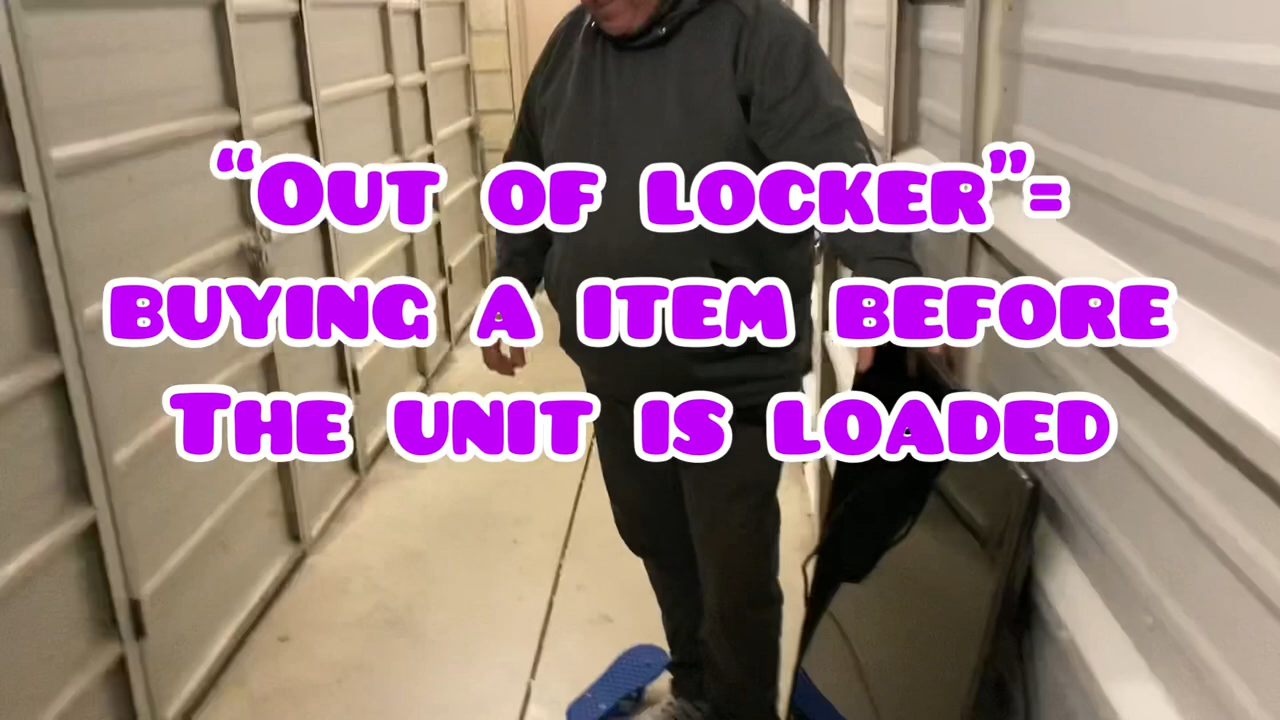 “Out of locker”=
buying a item before
The unit is loaded